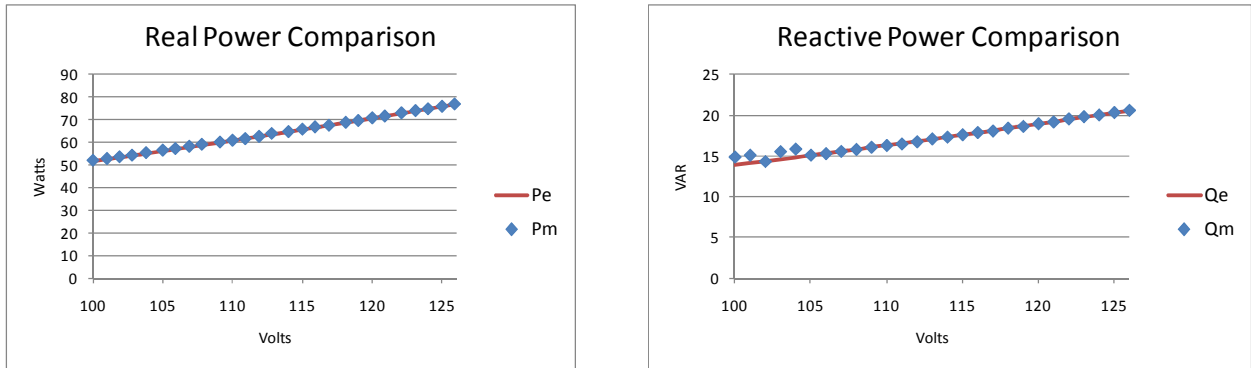 Real Power Comparison
90
80
70
60
50
40
30
20
10
0
Watts
100 105 110 115 120 125
Volts
Pe
Pm
Reactive Power Comparison
25
20
15
10
5
0
VAR
100 105 110 115 120 125
Volts
Qe
Qm